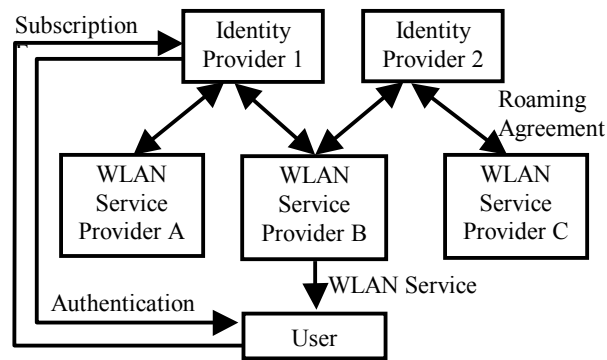 Subscription
Identity
Provider 1
Identity
Provider 2
Roaming
Agreement
WLAN
Service
Provider A
WLAN
Service
Provider B
WLAN
Service
Provider C
WLAN Service
Authentication
User